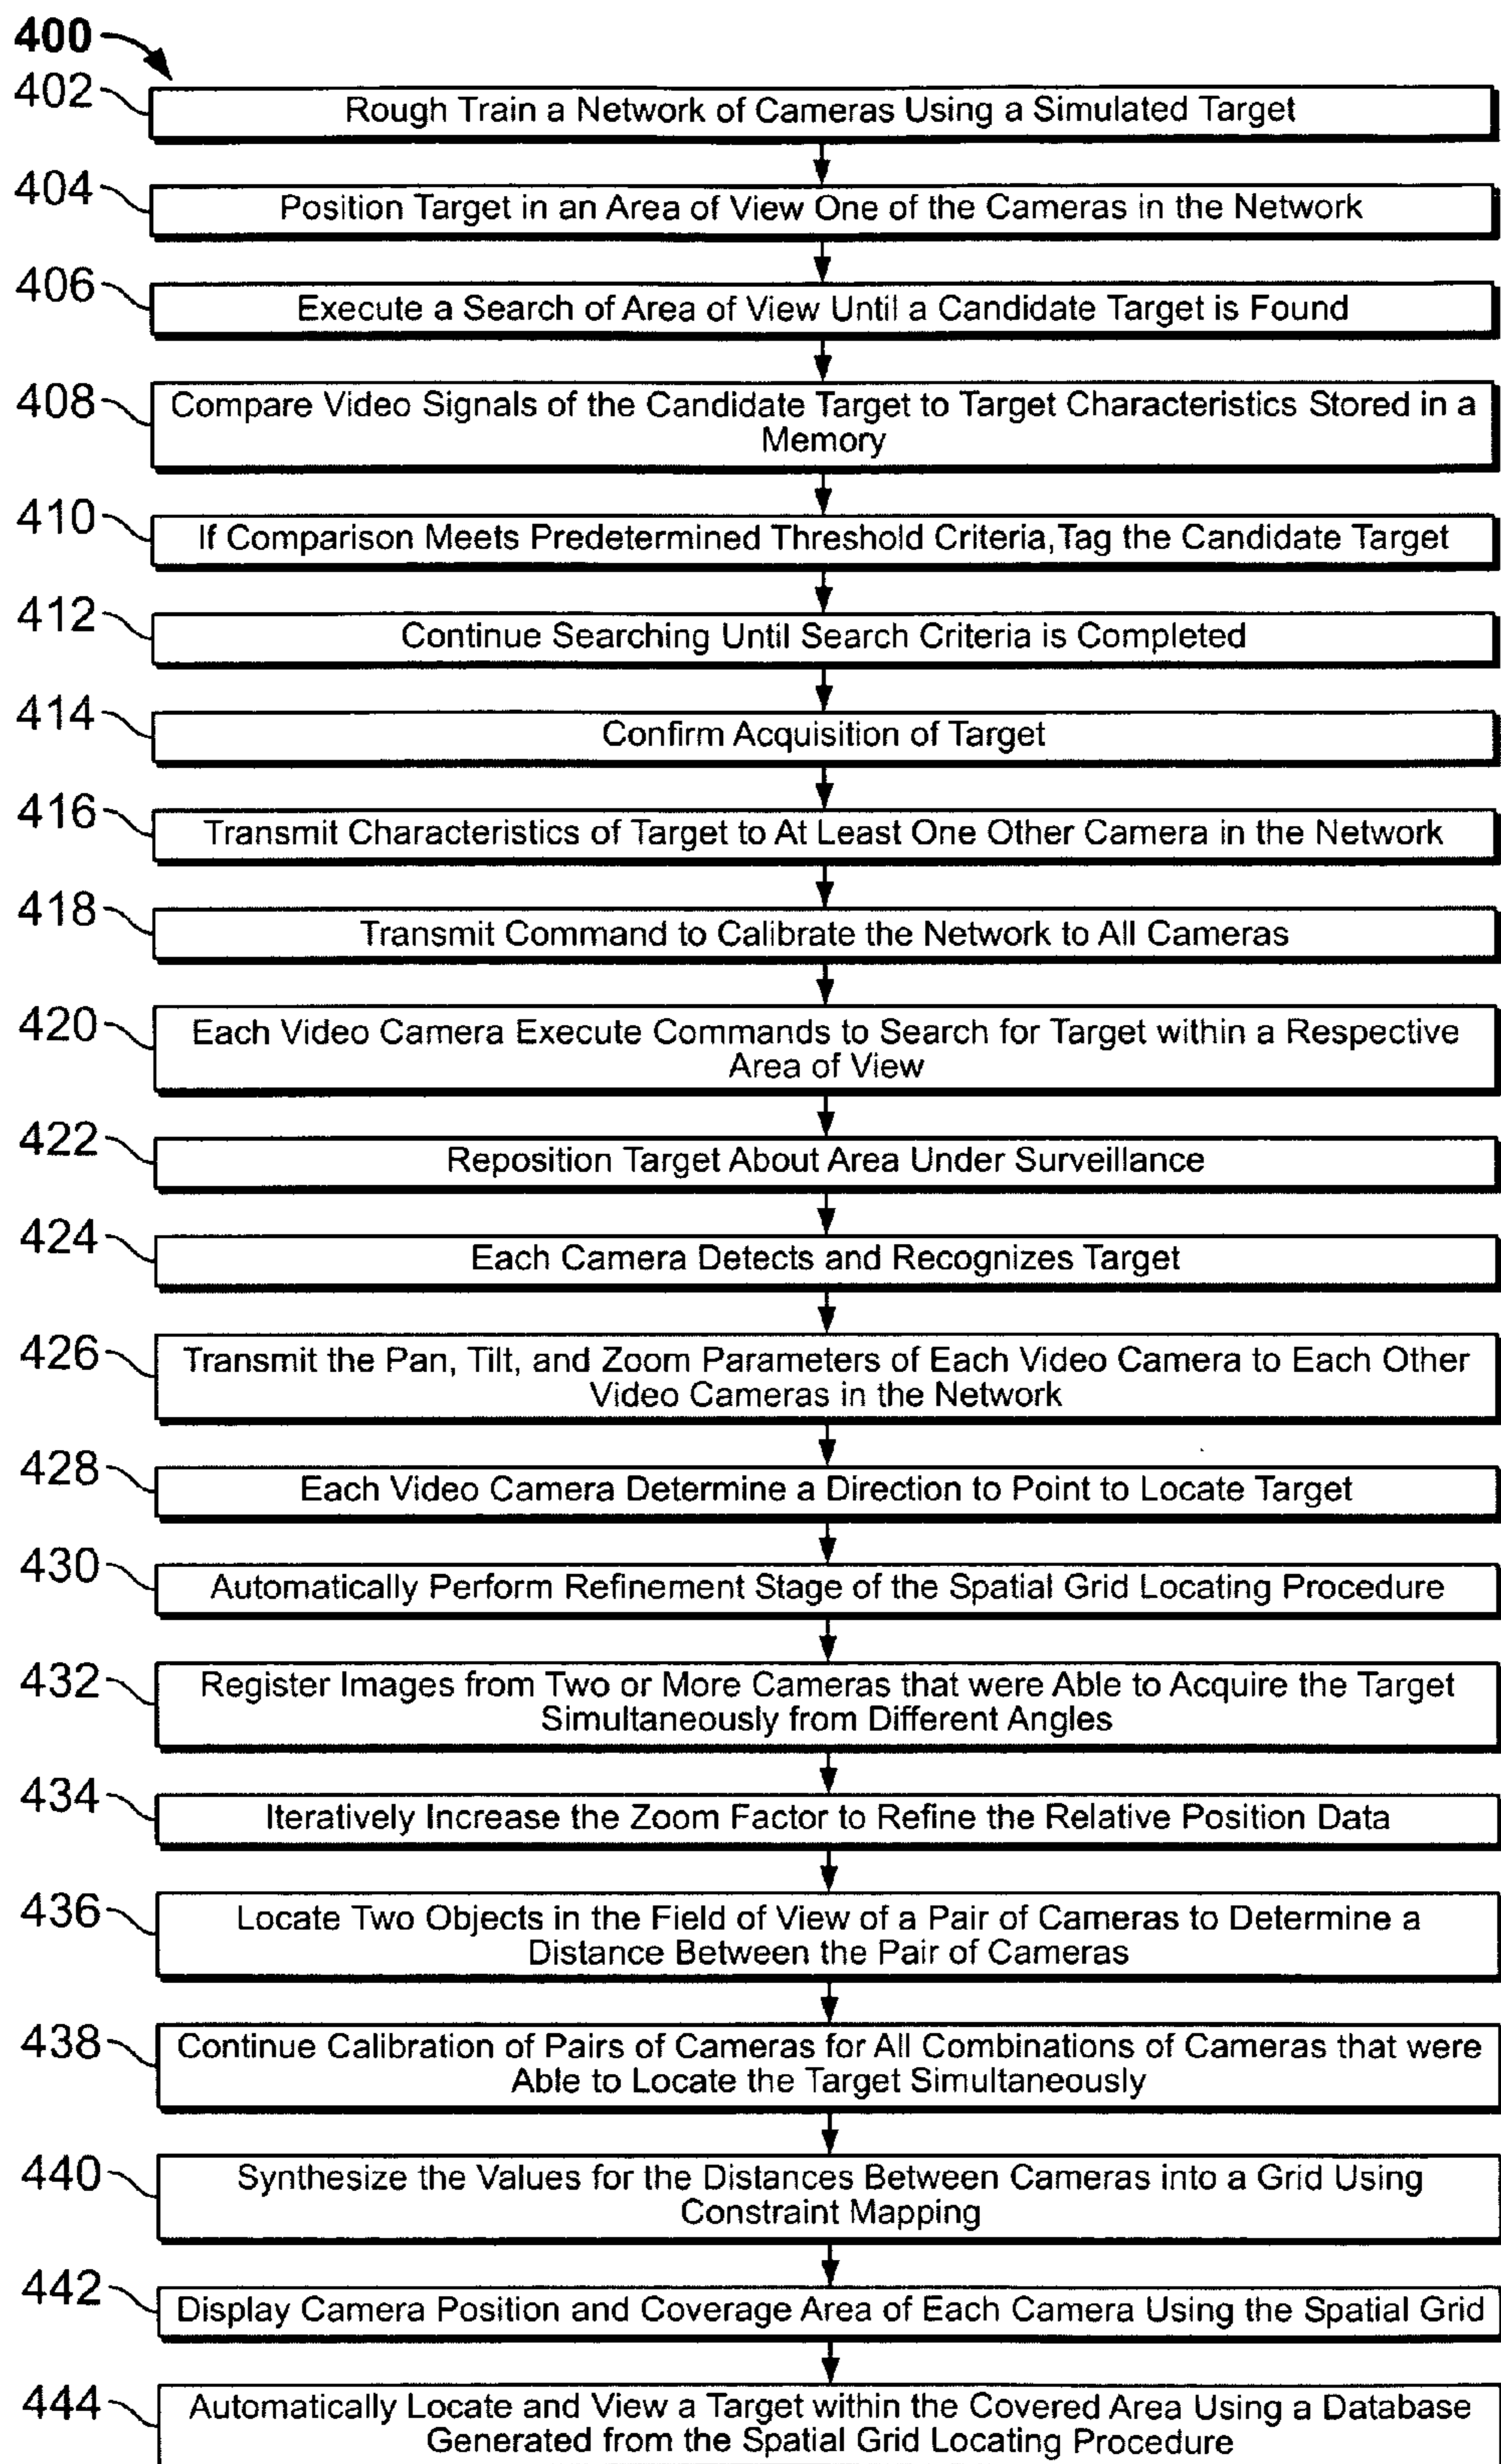 400
402
Rough Train a Network of Cameras Using a Simulated Target
404
Position Target in an Area of View One of the Cameras in the Network
406
Execute a Search of Area of View Until a Candidate Target is Found
408
Compare Video Signals of the Candidate Target to Target Characteristics Stored in a
Memory
410
If Comparison Meets Predetermined Threshold Criteria,Tag the Candidate Target
412
Continue Searching Until Search Criteria is Completed
414
Confirm Acquisition of Target
416
Transmit Characteristics of Target to At Least One Other Camera in the Network
418
Transmit Command to Calibrate the Network to All Cameras
420
Each Video Camera Execute Commands to Search for Target within a Respective
Area of View
422
Reposition Target About Area Under Surveillance
424
Each Camera Detects and Recognizes Target
426
Transmit the Pan, Tilt, and Zoom Parameters of Each Video Camera to Each Other
Video Cameras in the Network
428
Each Video Camera Determine a Direction to Point to Locate Target
430
Automatically Perform Refinement Stage of the Spatial Grid Locating Procedure
432
Register Images from Two or More Cameras that were Able to Acquire the Target
Simultaneously from Different Angles
434
Iteratively Increase the Zoom Factor to Refine the Relative Position Data
436
Locate Two Objects in the Field of View of a Pair of Cameras to Determine a
Distance Between the Pair of Cameras
438
Continue Calibration of Pairs of Cameras for All Combinations of Cameras that were
Able to Locate the Target Simultaneously
440
Synthesize the Values for the Distances Between Cameras into a Grid Using
Constraint Mapping
442
Display Camera Position and Coverage Area of Each Camera Using the Spatial Grid
444
Automatically Locate and View a Target within the Covered Area Using a Database
Generated from the Spatial Grid Locating Procedure